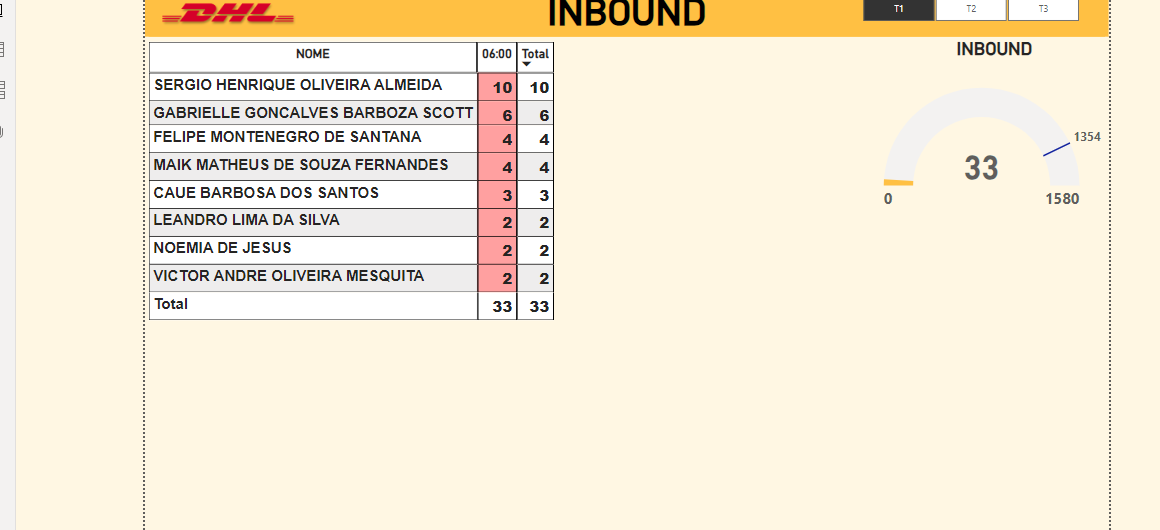 DHL
INBOUND
T1 T2 T3
NOME 06:00 Total
SERGIO HENRIQUE OLIVEIRA ALMEIDA 10 10
GABRIELLE GONCALVES BARBOZA SCOTT 6 6
FELIPE MONTENEGRO DE SANTANA 4 4
MAIK MATHEUS DE SOUZA FERNANDES 4 4
CAUE BARBOSA DOS SANTOS 3 3
LEANDRO LIMA DA SILVA 2 2
NOEMIA DE JESUS 2 2
VICTOR ANDRE OLIVEIRA MESQUITA 2 2
Total 33 33
INBOUND
1354
33
0 1580